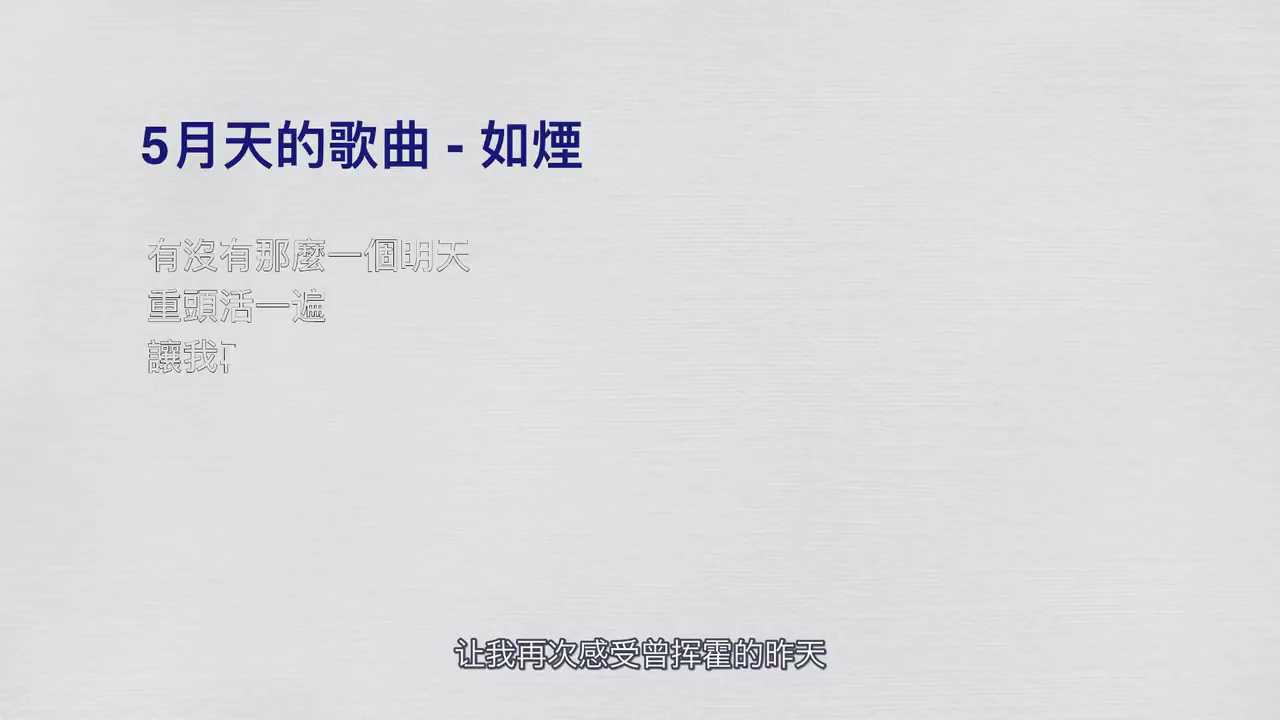 5月天的歌曲 - 如煙
有沒有那麼一個明天
重頭活一遍
讓我
让我再次感受曾挥霍的昨天